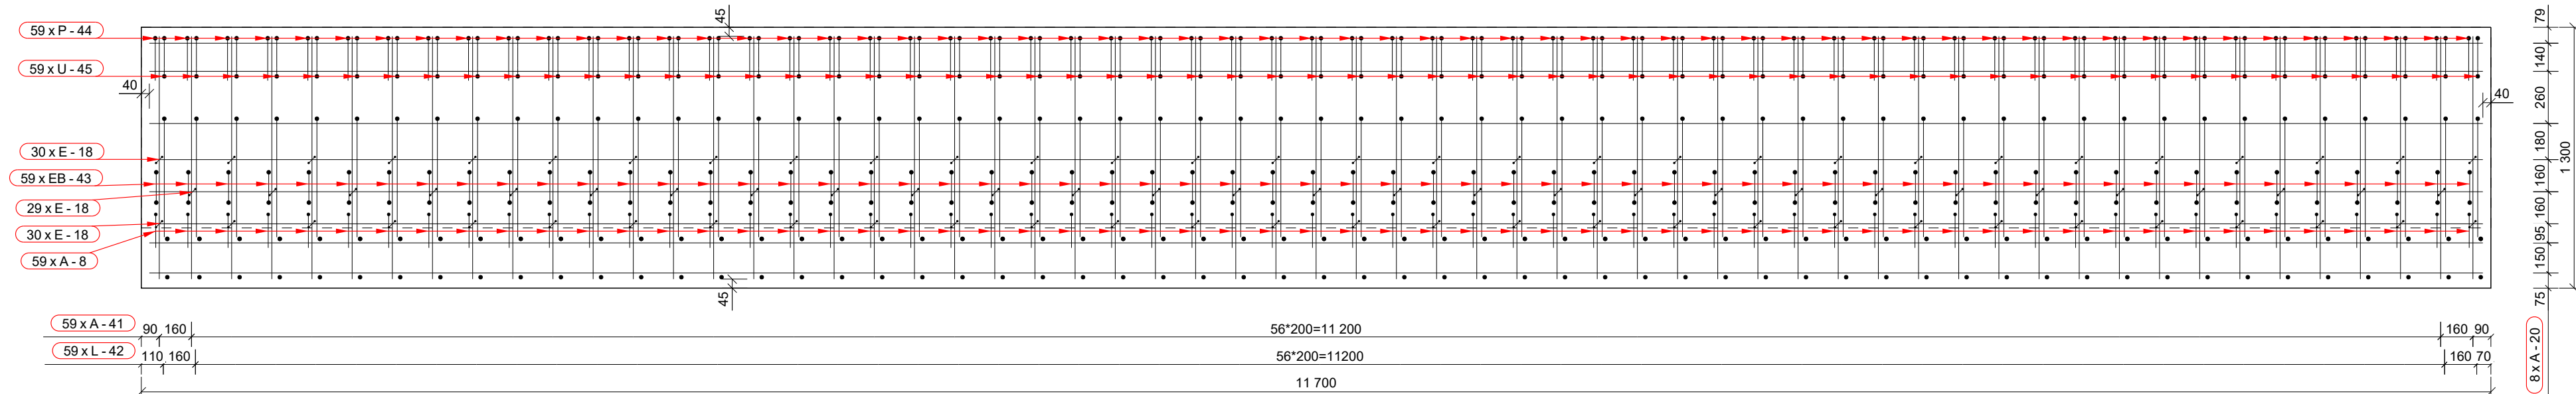 45
79
59 x P - 44
140
59 x U - 45
40
260
40
180
30 x E - 18
1 300
59 x EB - 43
160
29 x E - 18
160
30 x E - 18
95
59 x A - 8
150
45
75
59 x A - 41
90 160
56*200=11 200
160 90
59 x L - 42
110 160
56*200=11200
160 70
8 x A - 20
11 700